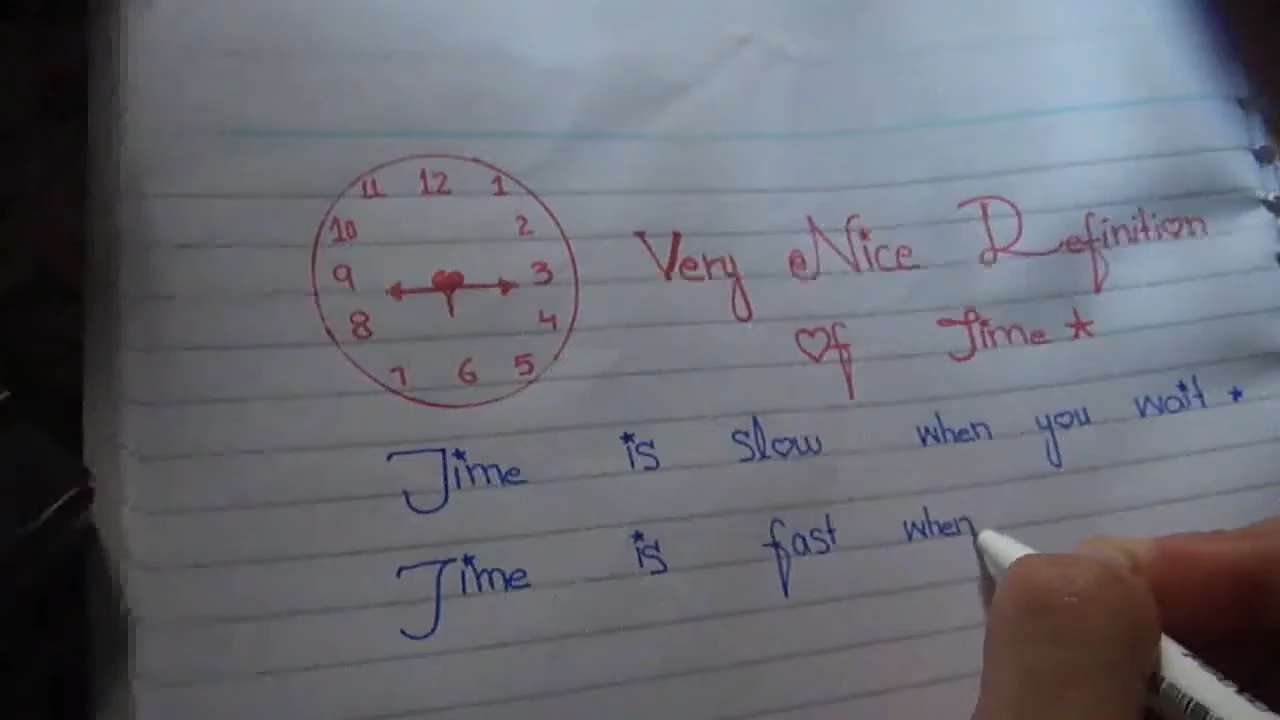 11 12 1
10 2
9 3
8 4
7 6 5
Very Nice Definition
Of Time
Time is slow when you wait
Time is fast when